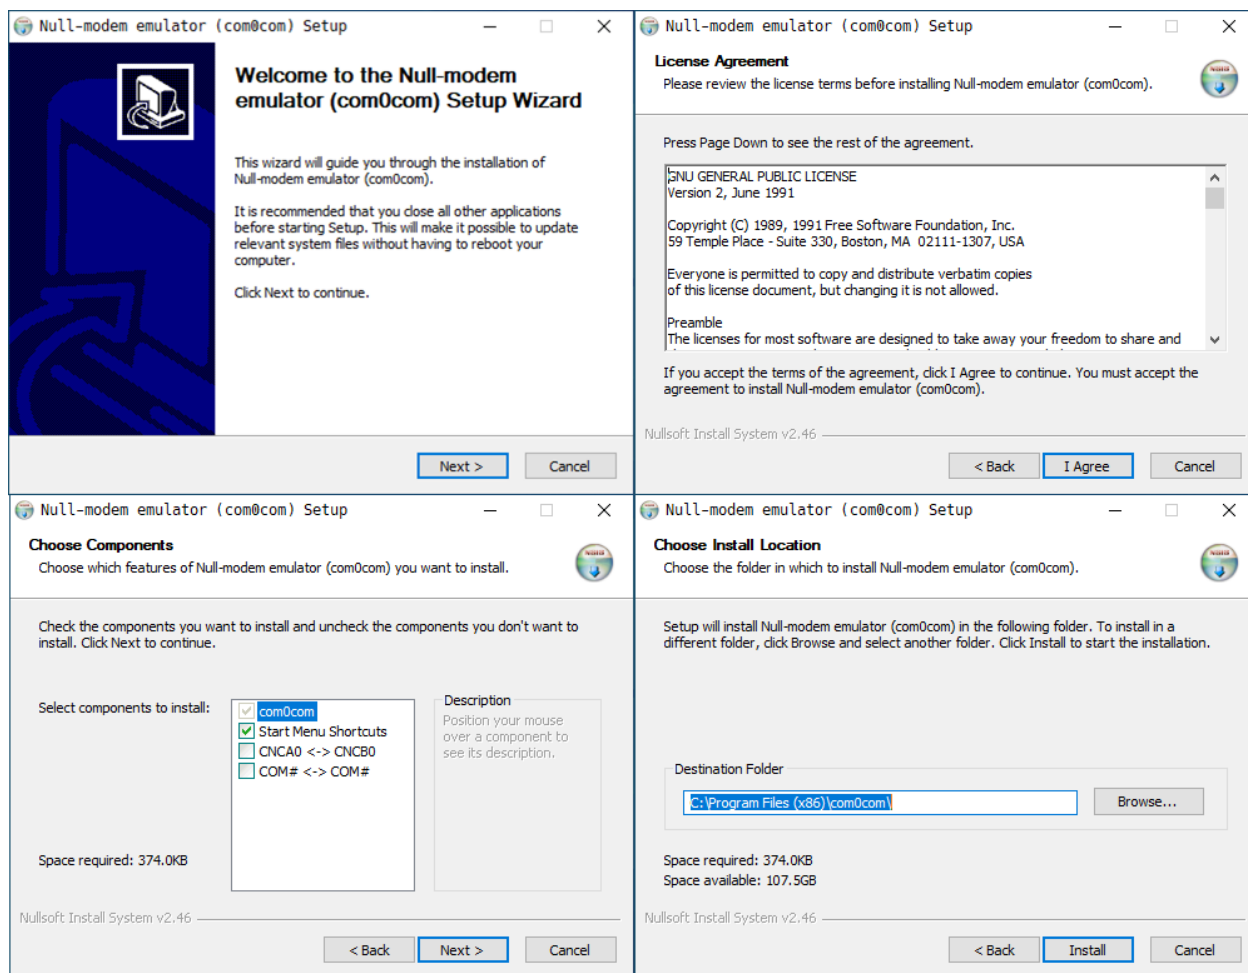 Null-modem emulator (com0com) Setup
Welcome to the Null-modem
emulator (com0com) Setup Wizard
This wizard will guide you through the installation of
Null-modem emulator (com0com).
It is recommended that you close all other applications
before starting Setup. This will make it possible to update
relevant system files without having to reboot your
computer.
Click Next to continue.
Next >
Cancel
Null-modem emulator (com0com) Setup
License Agreement
Please review the license terms before installing Null-modem emulator (com0com).
Press Page Down to see the rest of the agreement.
GNU GENERAL PUBLIC LICENSE
Version 2, June 1991
Copyright (C) 1989, 1991 Free Software Foundation, Inc.
59 Temple Place - Suite 330, Boston, MA  02111-1307, USA
Everyone is permitted to copy and distribute verbatim copies
of this license document, but changing it is not allowed.
Preamble
The licenses for most software are designed to take away your freedom to share and
If you accept the terms of the agreement, click I Agree to continue. You must accept the
agreement to install Null-modem emulator (com0com).
Nullsoft Install System v2.46
< Back
I Agree
Cancel
Null-modem emulator (com0com) Setup
Choose Components
Choose which features of Null-modem emulator (com0com) you want to install.
Check the components you want to install and uncheck the components you don't want to
install. Click Next to continue.
Select components to install:
com0com
Start Menu Shortcuts
CNCA0 <-> CNCB0
COM# <-> COM#
Description
Position your mouse
over a component to
see its description.
Space required: 374.0KB
Nullsoft Install System v2.46
< Back
Next >
Cancel
Null-modem emulator (com0com) Setup
Choose Install Location
Choose the folder in which to install Null-modem emulator (com0com).
Setup will install Null-modem emulator (com0com) in the following folder. To install in a
different folder, click Browse and select another folder. Click Install to start the installation.
Destination Folder
C:\Program Files (x86)\com0com\
Browse...
Space required: 374.0KB
Space available: 107.5GB
Nullsoft Install System v2.46
< Back
Install
Cancel